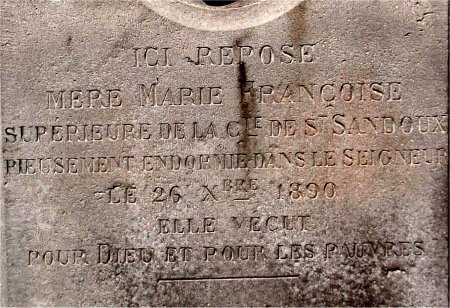 ICI REPOSE
MÈRE MARIE FRANÇOISE
SUPÉRIEURE DE LA Cté DE St SANDOUX
PIEUSEMENT ENDORMIE DANS LE SEIGNEUR
LE 26 Xbre 1890
ELLE VÉCUT
POUR DIEU ET POUR LES PAUVRES